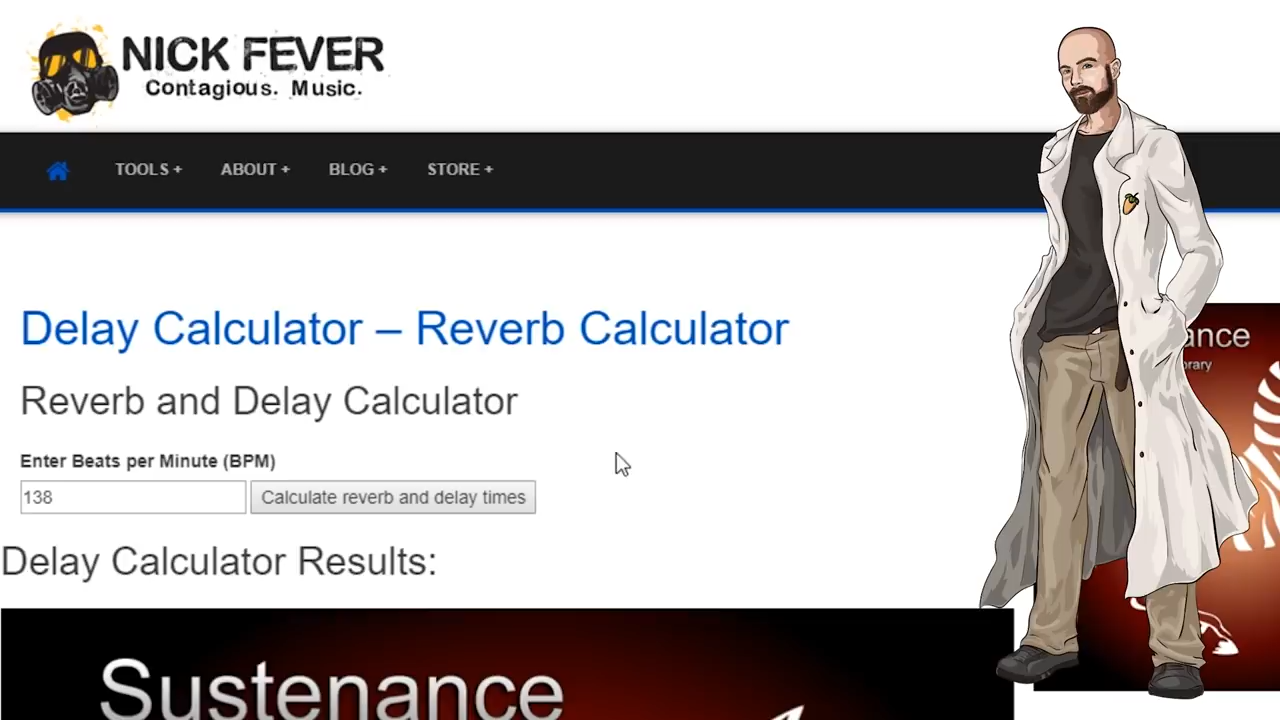 NICK FEVER
Contagious. Music.
TOOLS + ABOUT + BLOG + STORE +
Delay Calculator – Reverb Calculator
Reverb and Delay Calculator
Enter Beats per Minute (BPM)
138 Calculate reverb and delay times
Delay Calculator Results:
Sustenance